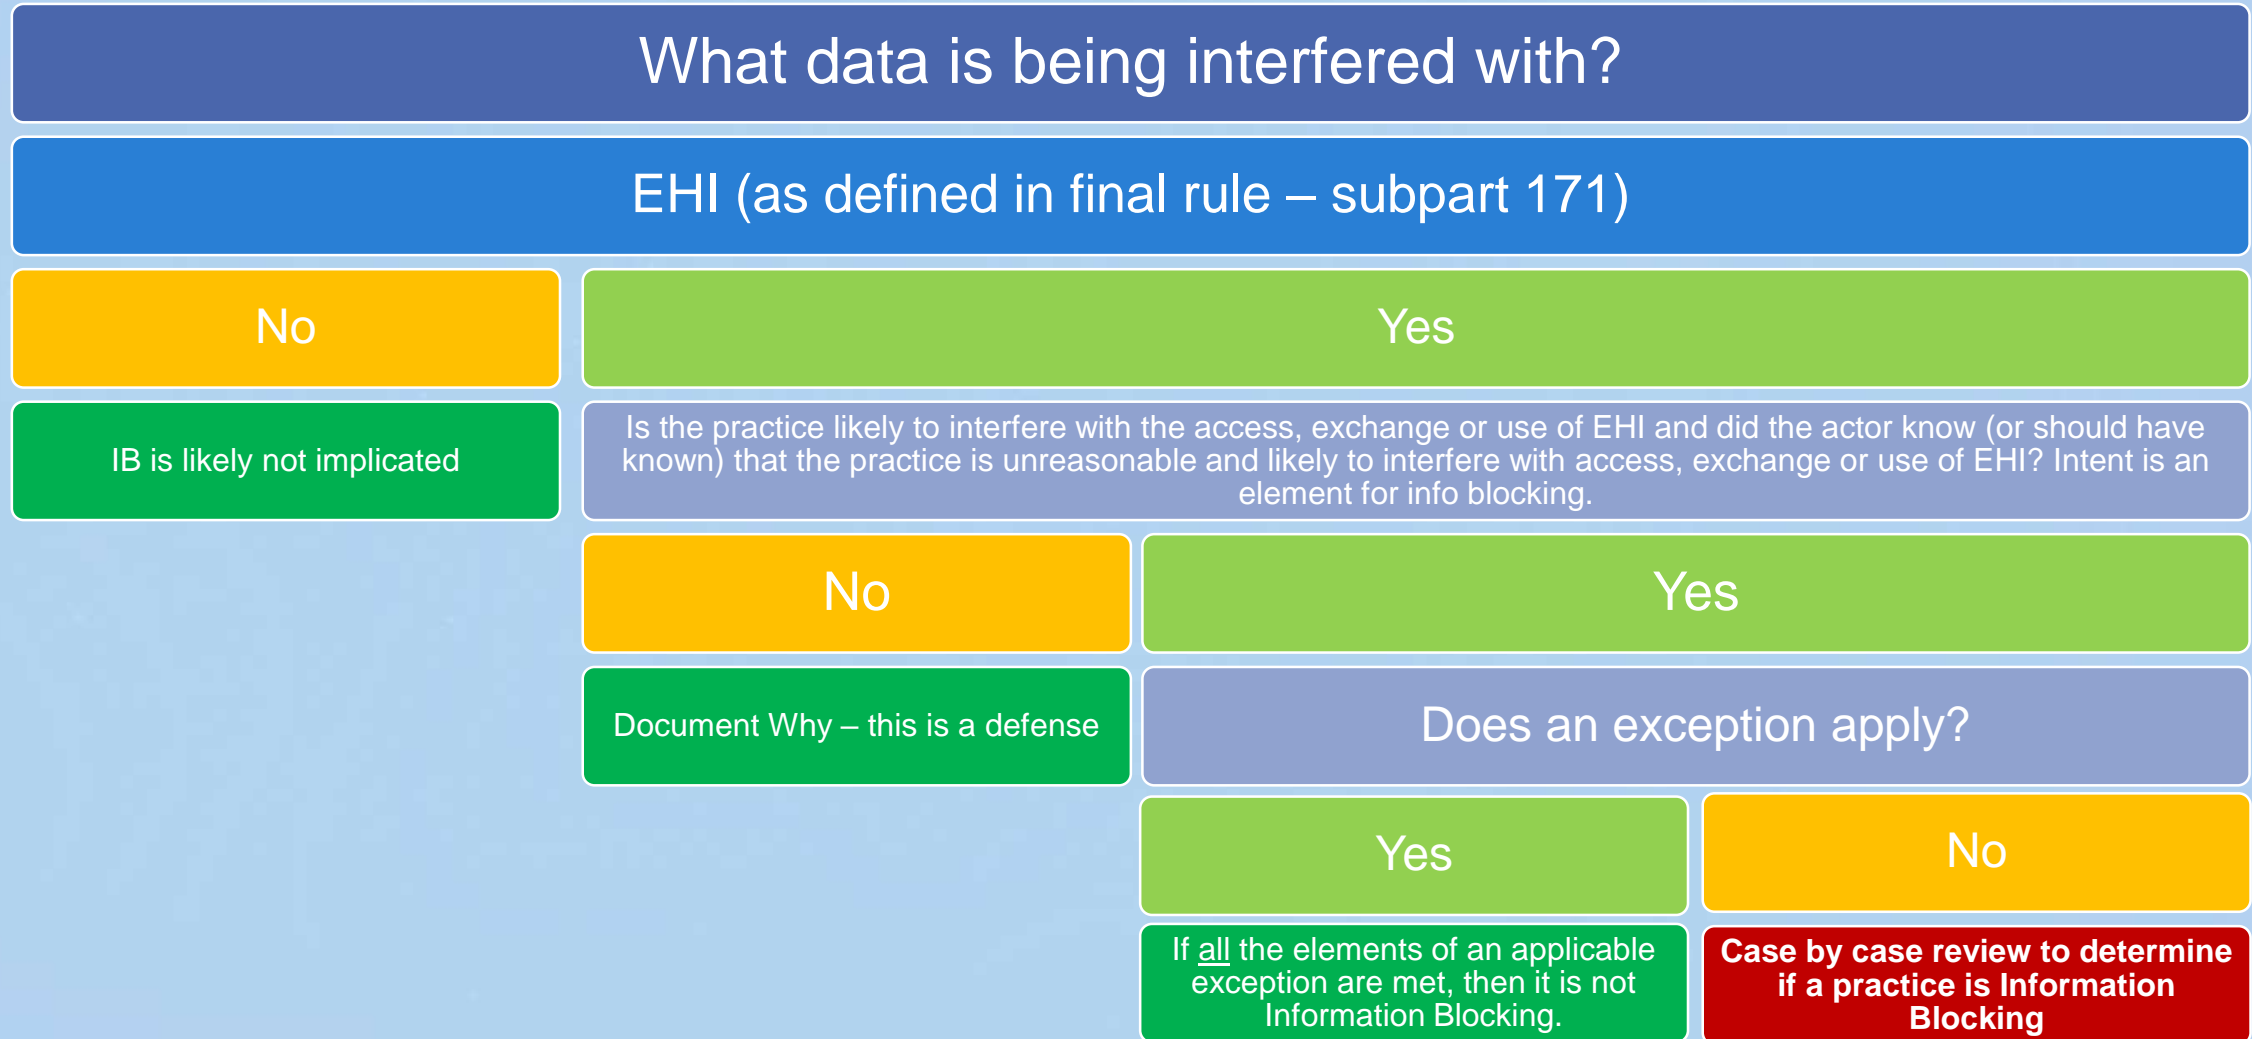 What data is being interfered with?
EHI (as defined in final rule – subpart 171)
No
Yes
IB is likely not implicated
Is the practice likely to interfere with the access, exchange or use of EHI and did the actor know (or should have
known) that the practice is unreasonable and likely to interfere with access, exchange or use of EHI? Intent is an
element for info blocking.
No
Yes
Document Why – this is a defense
Does an exception apply?
Yes
No
If all the elements of an applicable
exception are met, then it is not
Information Blocking.
Case by case review to determine
if a practice is Information
Blocking